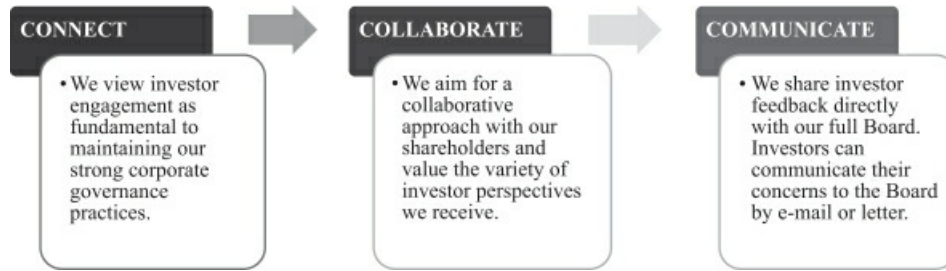 CONNECT
• We view investor
engagement as
fundamental to
maintaining our
strong corporate
governance
practices.
COLLABORATE
• We aim for a
collaborative
approach with our
shareholders and
value the variety of
investor perspectives
we receive.
COMMUNICATE
• We share investor
feedback directly
with our full Board.
Investors can
communicate their
concerns to the Board
by e-mail or letter.